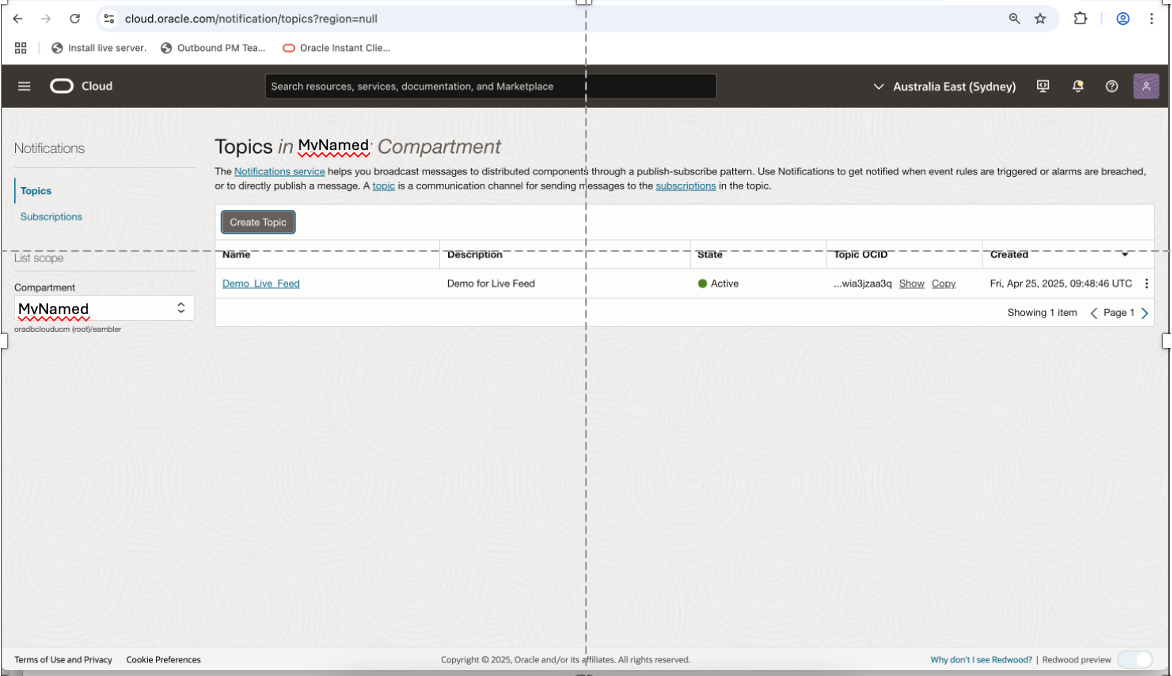 cloud.oracle.com/notification/topics?region=null
Install live server. Outbound PM Tea... Oracle Instant Clie...
Cloud
Search resources, services, documentation, and Marketplace
Australia East (Sydney)
Notifications
Topics
Subscriptions
List scope
Compartment
MvNamed
oradbclouducm (root)/eambler
Topics in MvNamed Compartment
The Notifications service helps you broadcast messages to distributed components through a publish-subscribe pattern. Use Notifications to get notified when event rules are triggered or alarms are breached,
or to directly publish a message. A topic is a communication channel for sending messages to the subscriptions in the topic.
Create Topic
Name Description State Topic OCID Created
Demo_Live_Feed Demo for Live Feed Active ...wia3jzaa3q Show Copy Fri, Apr 25, 2025, 09:48:46 UTC
Showing 1 item Page 1
Terms of Use and Privacy Cookie Preferences Copyright © 2025, Oracle and/or its affiliates. All rights reserved. Why don't I see Redwood? | Redwood preview